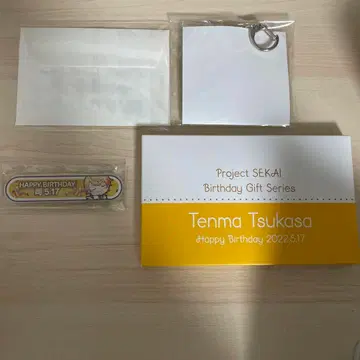 HAPPY BIRTHDAY
5.17
Project SEKAI
Birthday Gift Series
Tenma Tsukasa
Happy Birthday 2022.5.17